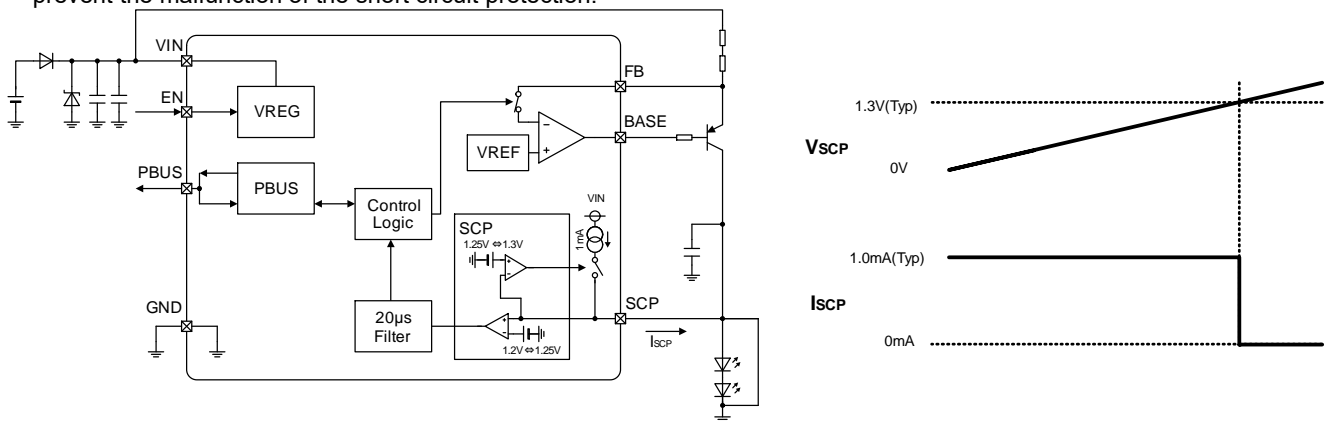 prevent the malfunction of the short circuit protection.
VIN
EN
VREG
PBUS
PBUS
GND
Control
Logic
20µs
Filter
VREF
−
+
FB
BASE
SCP
1.25V ⇔1.3V
+
−
+
−
1.2V ⇔1.25V
VIN
1mA
SCP
ISCP
1.3V(Typ)
VSCP
0V
1.0mA(Typ)
ISCP
0mA